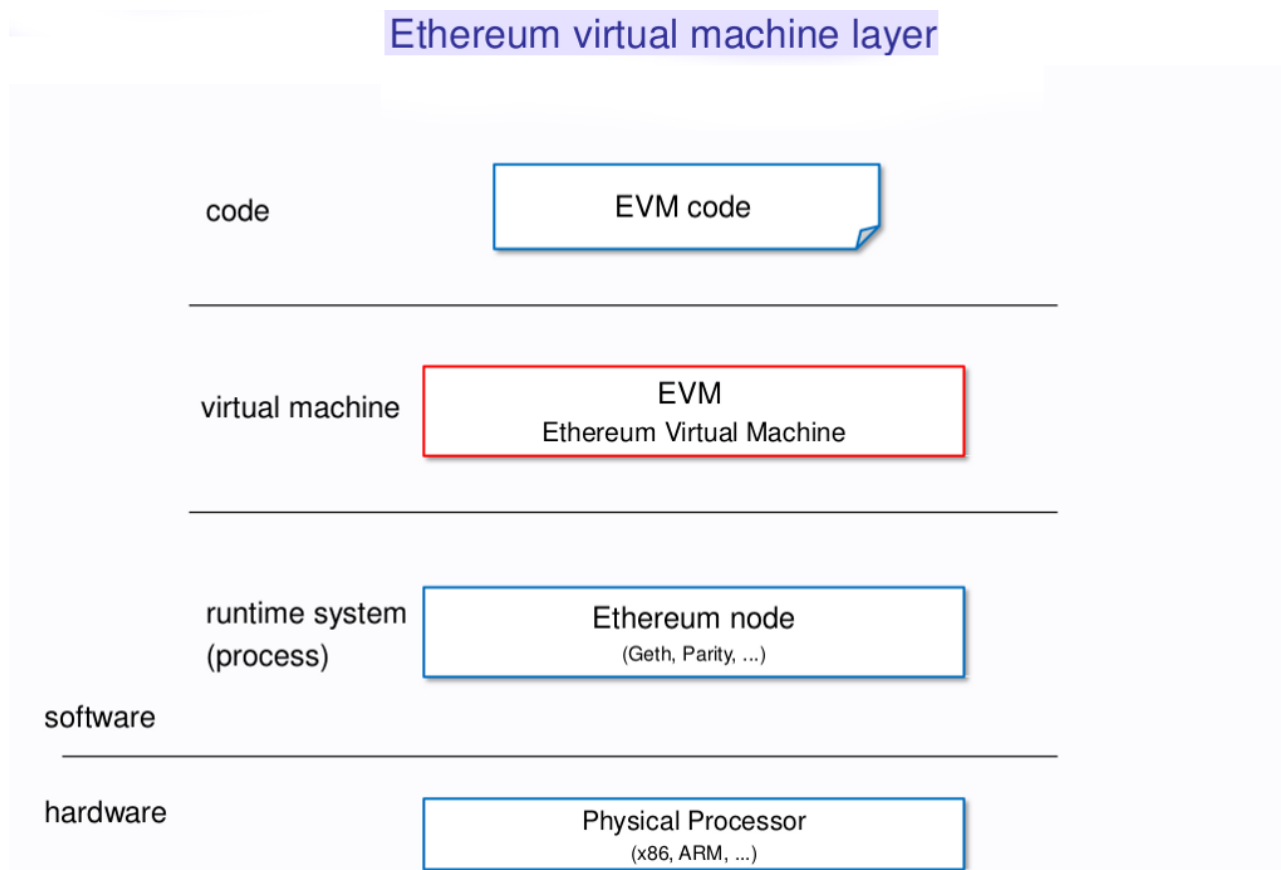 Ethereum virtual machine layer
code
EVM code
virtual machine
EVM
Ethereum Virtual Machine
runtime system
(process)
Ethereum node
(Geth, Parity, ...)
software
hardware
Physical Processor
(x86, ARM, ...)